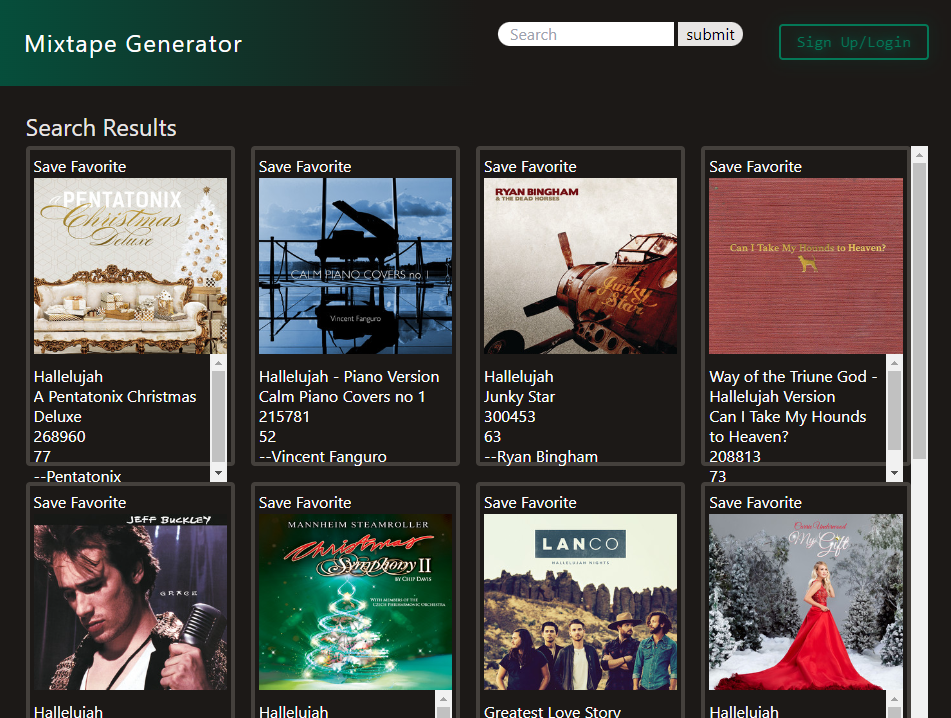 Mixtape Generator
Search
submit
Sign Up/Login
Search Results
Save Favorite
a PENTATONIX
Christmas
Deluxe
Hallelujah
A Pentatonix Christmas
Deluxe
268960
77
--Pentatonix
Save Favorite
CALM PIANO COVERS no. 1
Vincent Fanguro
Hallelujah - Piano Version
Calm Piano Covers no 1
215781
52
--Vincent Fanguro
Save Favorite
RYAN BINGHAM
& THE DEAD HORSES
Junky
Star
Hallelujah
Junky Star
300453
63
--Ryan Bingham
Save Favorite
Can I Take My Hounds to Heaven?
Way of the Triune God -
Hallelujah Version
Can I Take My Hounds
to Heaven?
208813
73
Save Favorite
JEFF BUCKLEY
GRACE
Hallelujah
Save Favorite
MANNHEIM STEAMROLLER
Christmas
Symphony II
BY CHIP DAVIS
WITH MEMBERS OF THE
CZECH PHILHARMONIC ORCHESTRA
Hallelujah
Save Favorite
LANCO
HALLELUJAH NIGHTS
Greatest Love Story
Save Favorite
Carrie Underwood
My Gift
Hallelujah